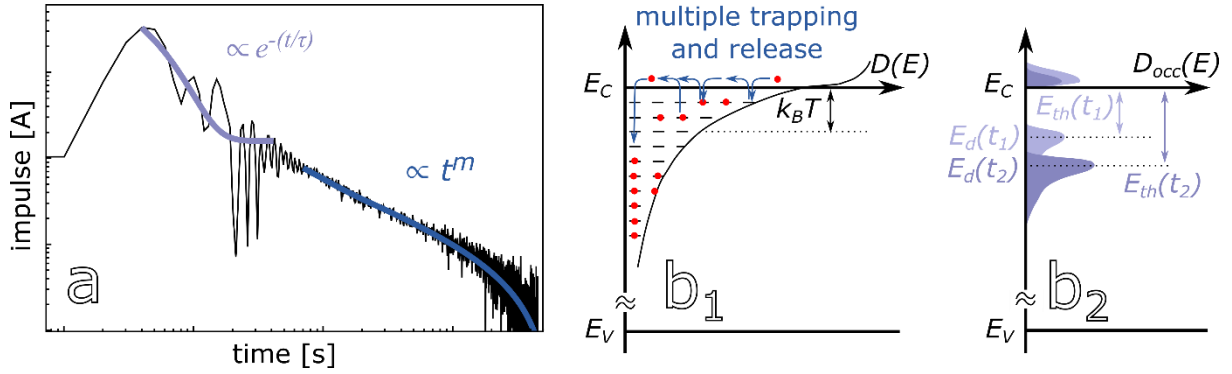 impulse [A]
∝ e^-(t/τ)
∝ t^m
a
time [s]
multiple trapping
and release
E_C
D(E)
k_BT
b_1
E_V
E_C
D_occ(E)
E_th(t_1)
E_d(t_1)
E_d(t_2)
E_th(t_2)
≈
≈
b_2
E_V